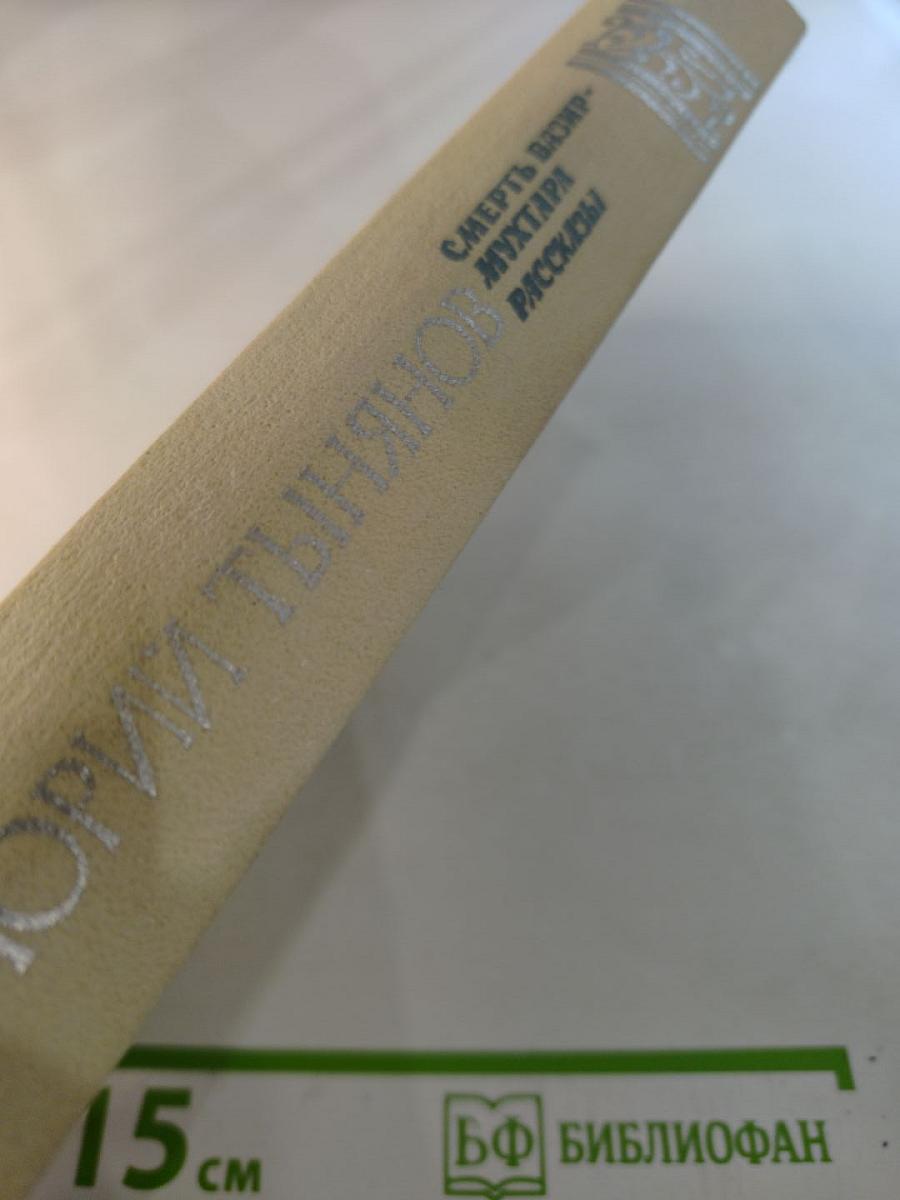 ЮРИЙ ТЫНЯНОВ
СМЕРТЬ ВАЗИР-
МУХТАРА
РАССКАЗЫ
15 см
БФ БИБЛИОФАН